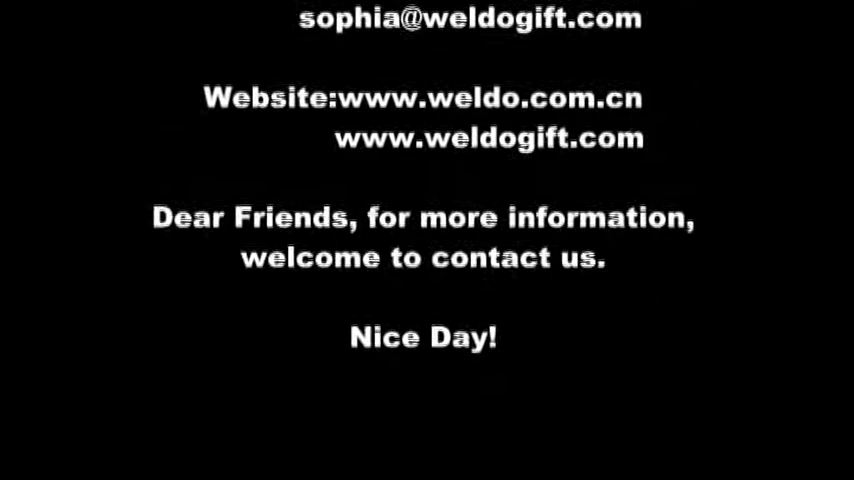 sophia@weldogift.com
Website:www.weldo.com.cn
www.weldogift.com
Dear Friends, for more information,
welcome to contact us.
Nice Day!